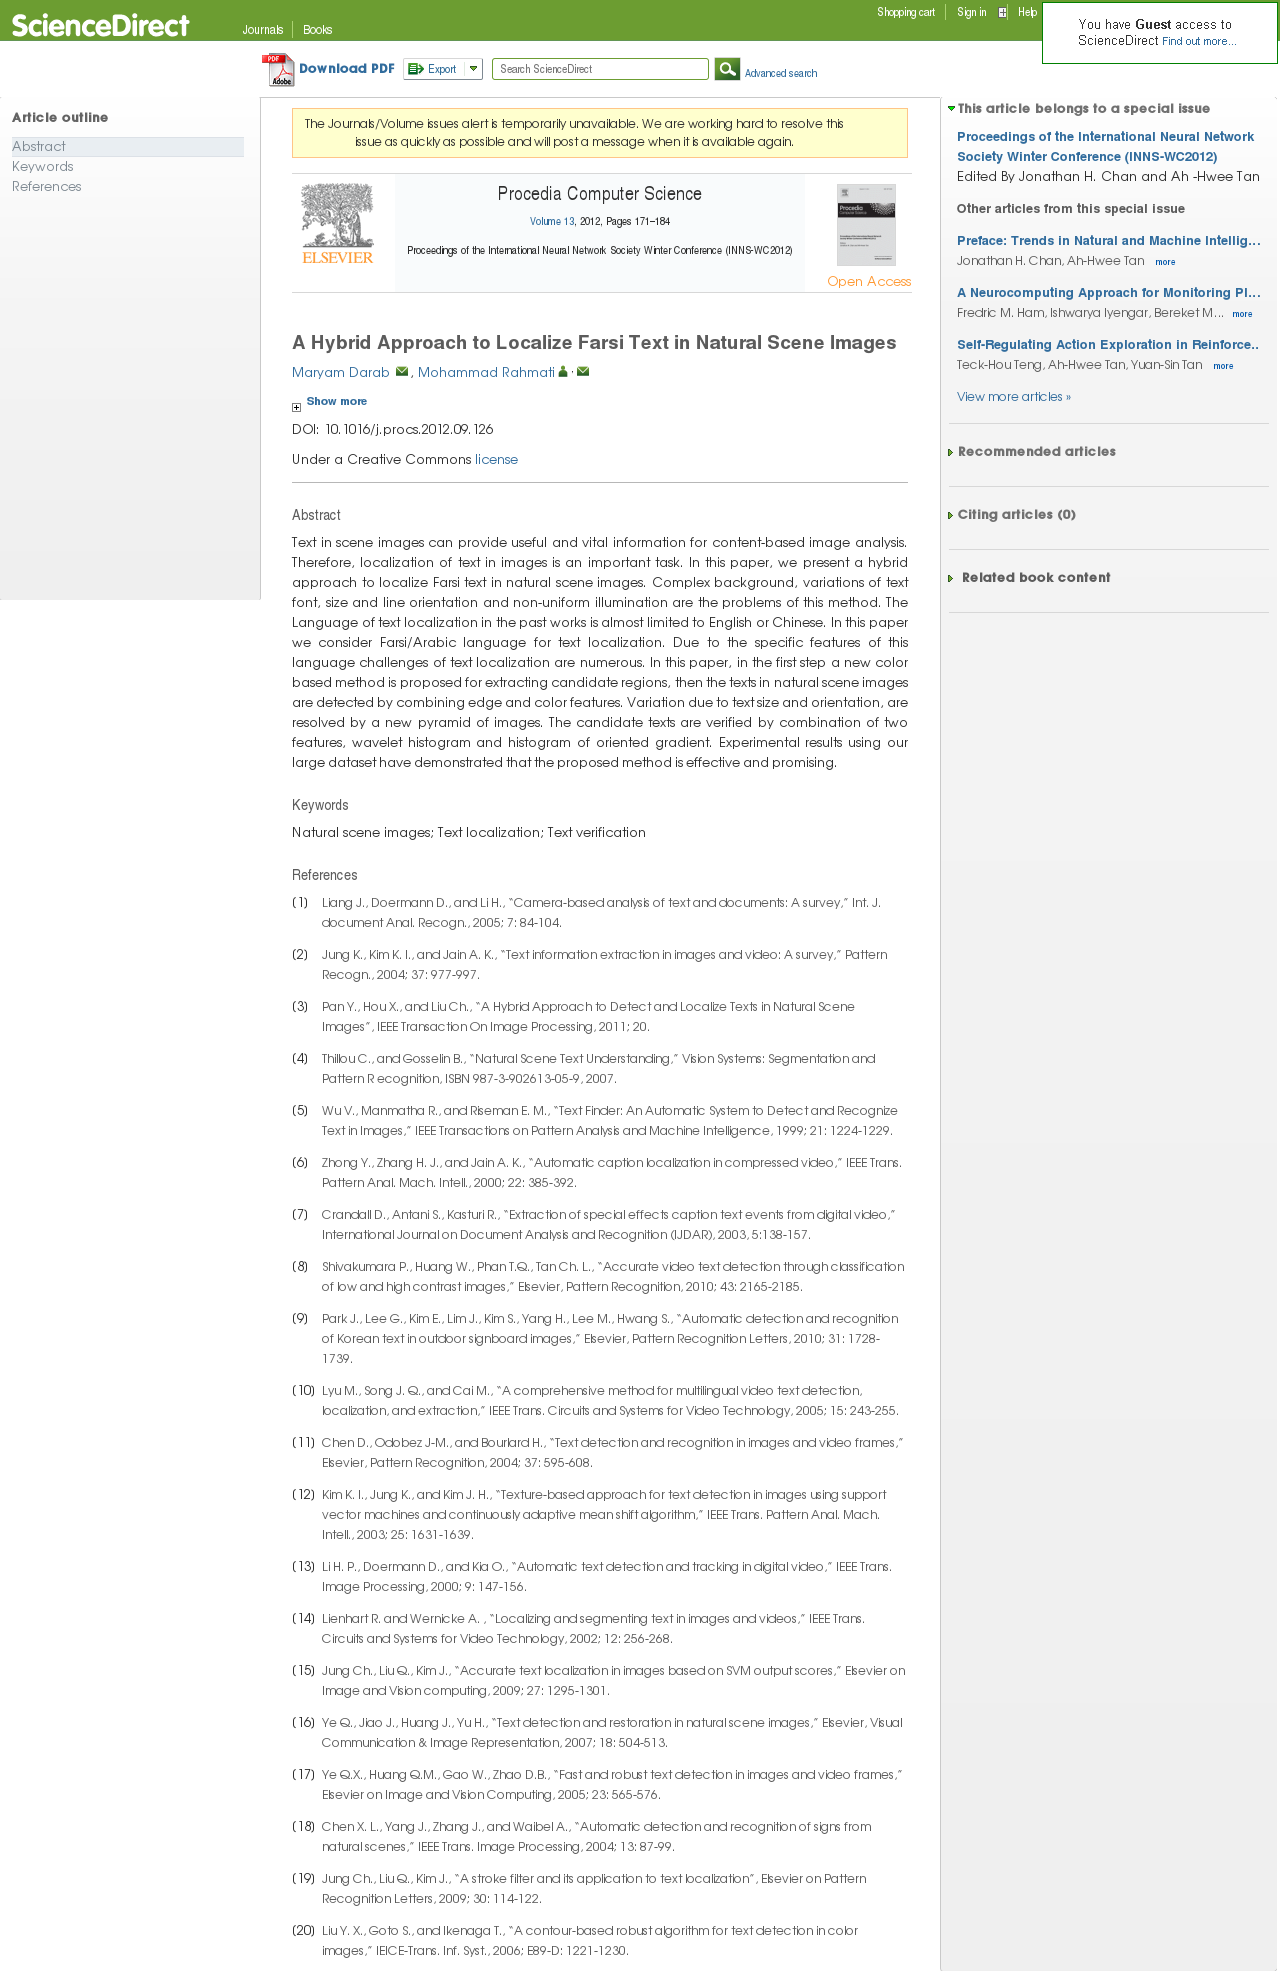 ScienceDirect
Journals Books
Shopping cart Sign in Help
You have Guest access to
ScienceDirect Find out more...
PDF Adobe Download PDF Export Search ScienceDirect Advanced search
Article outline
Abstract
Keywords
References
The Journals/Volume issues alert is temporarily unavailable. We are working hard to resolve this
issue as quickly as possible and will post a message when it is available again.
ELSEVIER
Procedia Computer Science
Volume 13, 2012, Pages 171–184
Proceedings of the International Neural Network Society Winter Conference (INNS-WC2012)
Procedia
Computer Science
Open Access
A Hybrid Approach to Localize Farsi Text in Natural Scene Images
Maryam Darab , Mohammad Rahmati ,
Show more
DOI: 10.1016/j.procs.2012.09.126
Under a Creative Commons license
Abstract
Text in scene images can provide useful and vital information for content-based image analysis.
Therefore, localization of text in images is an important task. In this paper, we present a hybrid
approach to localize Farsi text in natural scene images. Complex background, variations of text
font, size and line orientation and non-uniform illumination are the problems of this method. The
Language of text localization in the past works is almost limited to English or Chinese. In this paper
we consider Farsi/Arabic language for text localization. Due to the specific features of this
language challenges of text localization are numerous. In this paper, in the first step a new color
based method is proposed for extracting candidate regions, then the texts in natural scene images
are detected by combining edge and color features. Variation due to text size and orientation, are
resolved by a new pyramid of images. The candidate texts are verified by combination of two
features, wavelet histogram and histogram of oriented gradient. Experimental results using our
large dataset have demonstrated that the proposed method is effective and promising.
Keywords
Natural scene images; Text localization; Text verification
References
(1) Liang J., Doermann D., and Li H., “Camera-based analysis of text and documents: A survey,” Int. J.
document Anal. Recogn., 2005; 7: 84-104.
(2) Jung K., Kim K. I., and Jain A. K., “Text information extraction in images and video: A survey,” Pattern
Recogn., 2004; 37: 977-997.
(3) Pan Y., Hou X., and Liu Ch., “A Hybrid Approach to Detect and Localize Texts in Natural Scene
Images”, IEEE Transaction On Image Processing, 2011; 20.
(4) Thillou C., and Gosselin B., “Natural Scene Text Understanding,” Vision Systems: Segmentation and
Pattern R ecognition, ISBN 987-3-902613-05-9, 2007.
(5) Wu V., Manmatha R., and Riseman E. M., “Text Finder: An Automatic System to Detect and Recognize
Text in Images,” IEEE Transactions on Pattern Analysis and Machine Intelligence, 1999; 21: 1224-1229.
(6) Zhong Y., Zhang H. J., and Jain A. K., “Automatic caption localization in compressed video,” IEEE Trans.
Pattern Anal. Mach. Intell., 2000; 22: 385-392.
(7) Crandall D., Antani S., Kasturi R., “Extraction of special effects caption text events from digital video,”
International Journal on Document Analysis and Recognition (IJDAR), 2003, 5:138-157.
(8) Shivakumara P., Huang W., Phan T.Q., Tan Ch. L., “Accurate video text detection through classification
of low and high contrast images,” Elsevier, Pattern Recognition, 2010; 43: 2165-2185.
(9) Park J., Lee G., Kim E., Lim J., Kim S., Yang H., Lee M., Hwang S., “Automatic detection and recognition
of Korean text in outdoor signboard images,” Elsevier, Pattern Recognition Letters, 2010; 31: 1728-
1739.
(10) Lyu M., Song J. Q., and Cai M., “A comprehensive method for multilingual video text detection,
localization, and extraction,” IEEE Trans. Circuits and Systems for Video Technology, 2005; 15: 243-255.
(11) Chen D., Odobez J-M., and Bourlard H., “Text detection and recognition in images and video frames,”
Elsevier, Pattern Recognition, 2004; 37: 595-608.
(12) Kim K. I., Jung K., and Kim J. H., “Texture-based approach for text detection in images using support
vector machines and continuously adaptive mean shift algorithm,” IEEE Trans. Pattern Anal. Mach.
Intell., 2003; 25: 1631-1639.
(13) Li H. P., Doermann D., and Kia O., “Automatic text detection and tracking in digital video,” IEEE Trans.
Image Processing, 2000; 9: 147-156.
(14) Lienhart R. and Wernicke A. , “Localizing and segmenting text in images and videos,” IEEE Trans.
Circuits and Systems for Video Technology, 2002; 12: 256-268.
(15) Jung Ch., Liu Q., Kim J., “Accurate text localization in images based on SVM output scores,” Elsevier on
Image and Vision computing, 2009; 27: 1295-1301.
(16) Ye Q., Jiao J., Huang J., Yu H., “Text detection and restoration in natural scene images,” Elsevier, Visual
Communication & Image Representation, 2007; 18: 504-513.
(17) Ye Q.X., Huang Q.M., Gao W., Zhao D.B., “Fast and robust text detection in images and video frames,”
Elsevier on Image and Vision Computing, 2005; 23: 565-576.
(18) Chen X. L., Yang J., Zhang J., and Waibel A., “Automatic detection and recognition of signs from
natural scenes,” IEEE Trans. Image Processing, 2004; 13: 87-99.
(19) Jung Ch., Liu Q., Kim J., “A stroke filter and its application to text localization”, Elsevier on Pattern
Recognition Letters, 2009; 30: 114-122.
(20) Liu Y. X., Goto S., and Ikenaga T., “A contour-based robust algorithm for text detection in color
images,” IEICE-Trans. Inf. Syst., 2006; E89-D: 1221-1230.
This article belongs to a special issue
Proceedings of the International Neural Network
Society Winter Conference (INNS-WC2012)
Edited By Jonathan H. Chan and Ah -Hwee Tan
Other articles from this special issue
Preface: Trends in Natural and Machine Intellig...
Jonathan H. Chan, Ah-Hwee Tan more
A Neurocomputing Approach for Monitoring Pl...
Fredric M. Ham, Ishwarya Iyengar, Bereket M... more
Self-Regulating Action Exploration in Reinforce..
Teck-Hou Teng, Ah-Hwee Tan, Yuan-Sin Tan more
View more articles »
Recommended articles
Citing articles (0)
Related book content